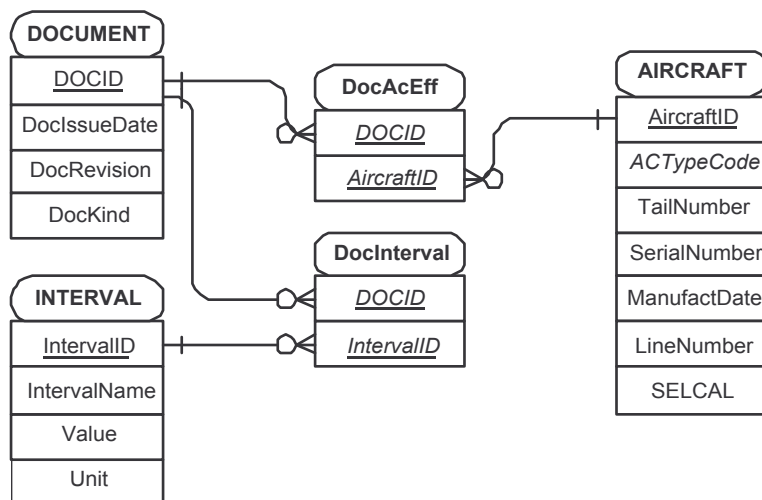 DOCUMENT
DOCID
DocIssueDate
DocRevision
DocKind
INTERVAL
IntervalID
IntervalName
Value
Unit
DocAcEff
DOCID
AircraftID
DocInterval
DOCID
IntervalID
AIRCRAFT
AircraftID
ACTypeCode
TailNumber
SerialNumber
ManufactDate
LineNumber
SELCAL